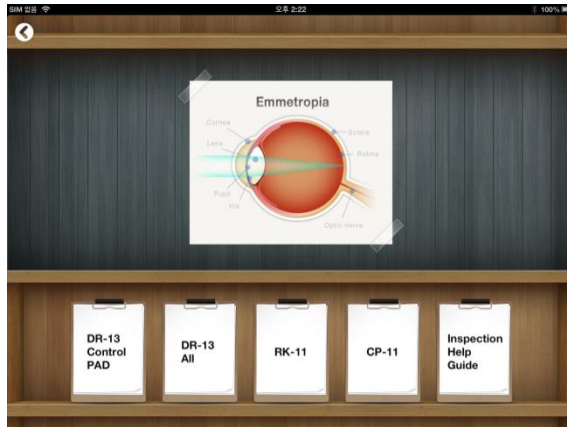 SIM 없음
오후 2:22
100%
Emmetropia
Cornea
Sclera
Lens
Retina
Pupil
Iris
Optic nerve
DR-13
Control
PAD
DR-13
All
RK-11
CP-11
Inspection
Help
Guide